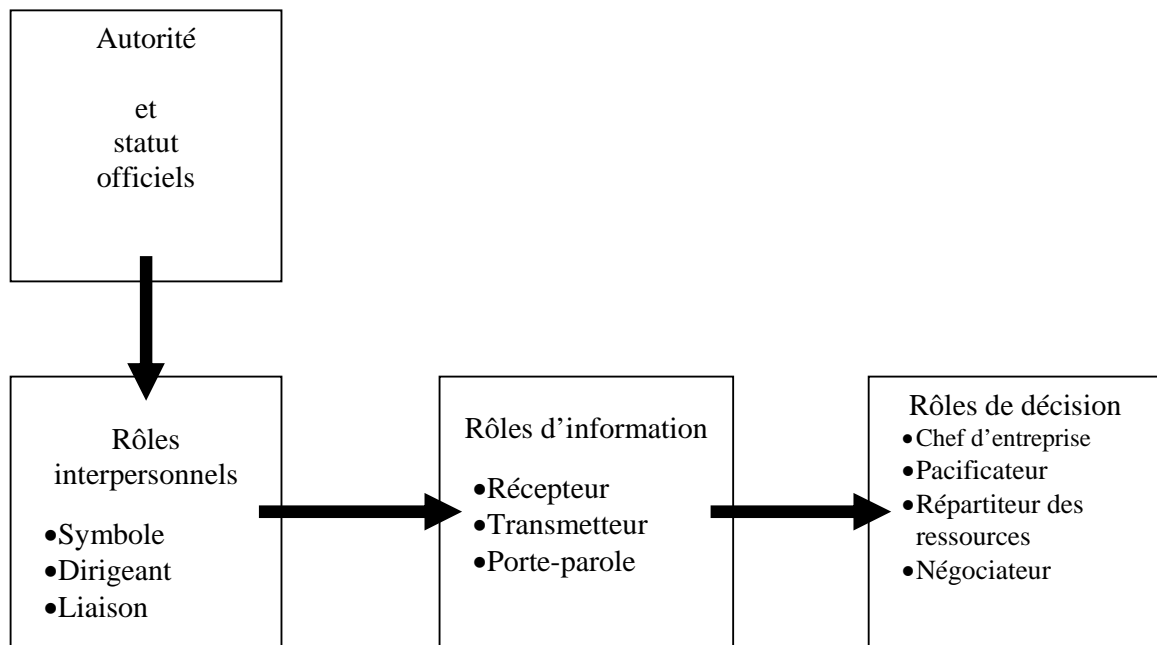 Autorité
et
statut
officiels
Rôles
interpersonnels
•Symbole
•Dirigeant
•Liaison
Rôles d’information
•Récepteur
•Transmetteur
•Porte-parole
Rôles de décision
•Chef d’entreprise
•Pacificateur
•Répartiteur des
ressources
•Négociateur